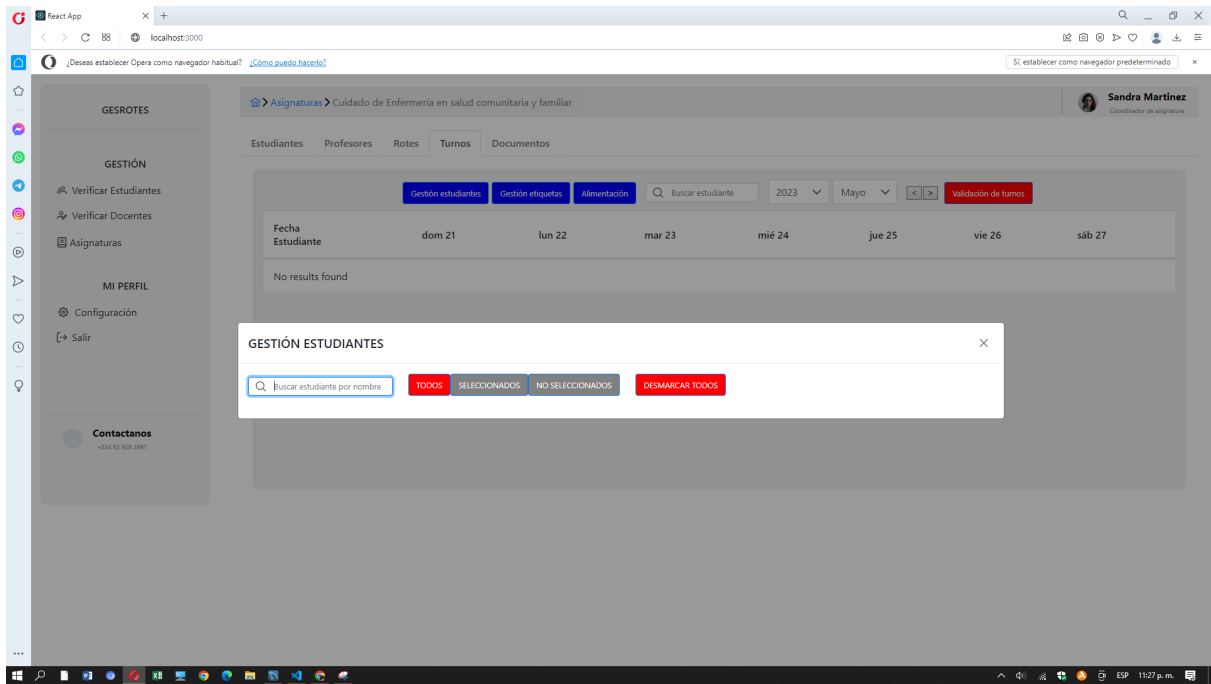 React App
localhost:3000
¿Deseas establecer Opera como navegador habitual? ¿Cómo puedo hacerlo?
Sí, establecer como navegador predeterminado
GESROTES
Asignaturas Cuidado de Enfermería en salud comunitaria y familiar
Sandra Martinez
Coordinador de asignatura
Estudiantes Profesores Rotes Turnos Documentos
GESTIÓN
Verificar Estudiantes
Verificar Docentes
Asignaturas
MI PERFIL
Configuración
Salir
Contactanos
+334 92 928 2891
Gestión estudiantes Gestión etiquetas Alimentación Buscar estudiante 2023 Mayo < > Validación de turnos
Fecha
Estudiante
dom 21 lun 22 mar 23 mié 24 jue 25 vie 26 sáb 27
No results found
GESTIÓN ESTUDIANTES
Buscar estudiante por nombre TODOS SELECCIONADOS NO SELECCIONADOS DESMARCAR TODOS
ESP 11:27 p. m.